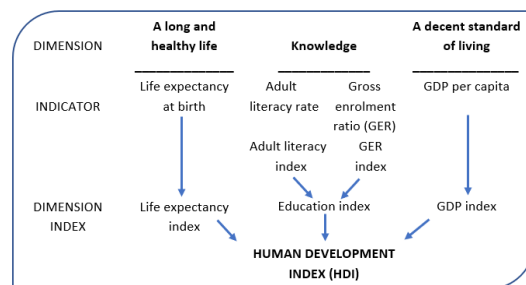 A long and
healthy life
A decent standard
of living
DIMENSION
Knowledge
INDICATOR
Life expectancy
at birth
Adult
literacy rate
Gross
enrolment
ratio (GER)
GDP per capita
Adult literacy
index
GER
index
DIMENSION
INDEX
Life expectancy
index
Education index
GDP index
HUMAN DEVELOPMENT
INDEX (HDI)